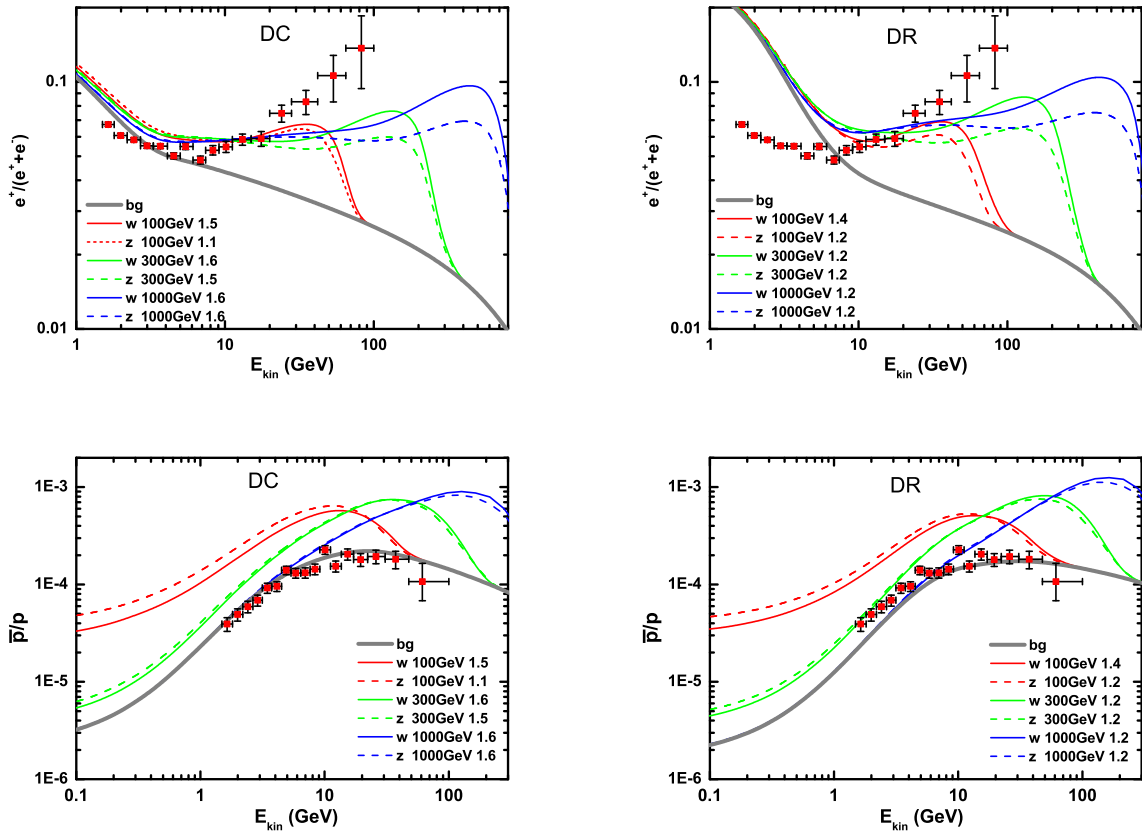 DC
0.1
0.01
e⁺/(e⁺+e⁻)
bg
w 100GeV 1.5
z 100GeV 1.1
w 300GeV 1.6
z 300GeV 1.5
w 1000GeV 1.6
z 1000GeV 1.6
1 10 100
E_kin (GeV)
DR
0.1
0.01
e⁺/(e⁺+e⁻)
bg
w 100GeV 1.4
z 100GeV 1.2
w 300GeV 1.2
z 300GeV 1.2
w 1000GeV 1.2
z 1000GeV 1.2
1 10 100
E_kin (GeV)
DC
1E-3
1E-4
1E-5
1E-6
p̅/p
bg
w 100GeV 1.5
z 100GeV 1.1
w 300GeV 1.6
z 300GeV 1.5
w 1000GeV 1.6
z 1000GeV 1.6
0.1 1 10 100
E_kin (GeV)
DR
1E-3
1E-4
1E-5
1E-6
p̅/p
bg
w 100GeV 1.4
z 100GeV 1.2
w 300GeV 1.2
z 300GeV 1.2
w 1000GeV 1.2
z 1000GeV 1.2
0.1 1 10 100
E_kin (GeV)